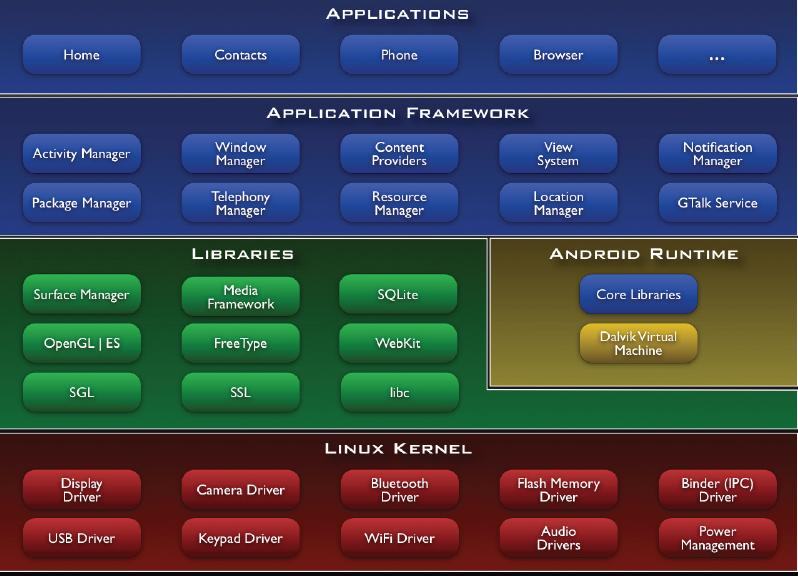 APPLICATIONS
Home
Contacts
Phone
Browser
...
APPLICATION FRAMEWORK
Activity Manager
Window
Manager
Content
Providers
View
System
Notification
Manager
Package Manager
Telephony
Manager
Resource
Manager
Location
Manager
GTalk Service
LIBRARIES
Surface Manager
Media
Framework
SQLite
OpenGL | ES
FreeType
WebKit
SGL
SSL
libc
ANDROID RUNTIME
Core Libraries
Dalvik Virtual
Machine
LINUX KERNEL
Display
Driver
Camera Driver
Bluetooth
Driver
Flash Memory
Driver
Binder (IPC)
Driver
USB Driver
Keypad Driver
WiFi Driver
Audio
Drivers
Power
Management